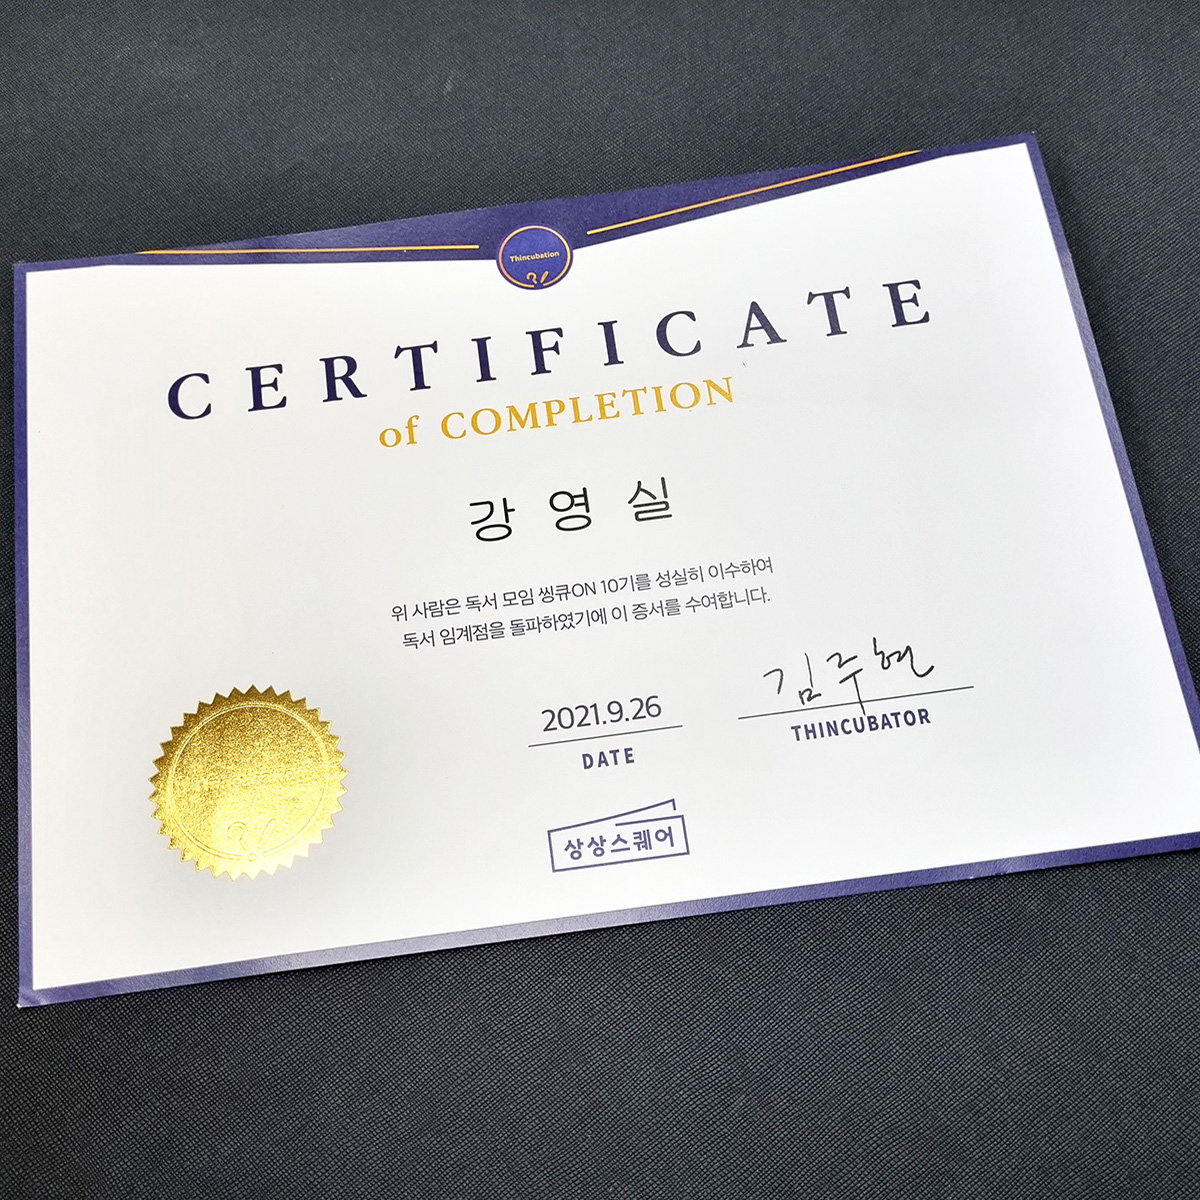 Thincubation
CERTIFICATE
of COMPLETION
강 영 실
위 사람은 독서 모임 씽큐ON 10기를 성실히 이수하여
독서 임계점을 돌파하였기에 이 증서를 수여합니다.
2021.9.26
김주현
DATE
THINCUBATOR
상상스퀘어